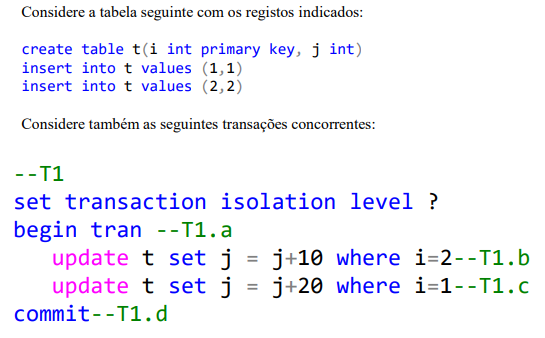 Considere a tabela seguinte com os registos indicados:
create table t(i int primary key, j int)
insert into t values (1,1)
insert into t values (2,2)
Considere também as seguintes transações concorrentes:
--T1
set transaction isolation level ?
begin tran --T1.a
update t set j = j+10 where i=2--T1.b
update t set j = j+20 where i=1--T1.c
commit--T1.d